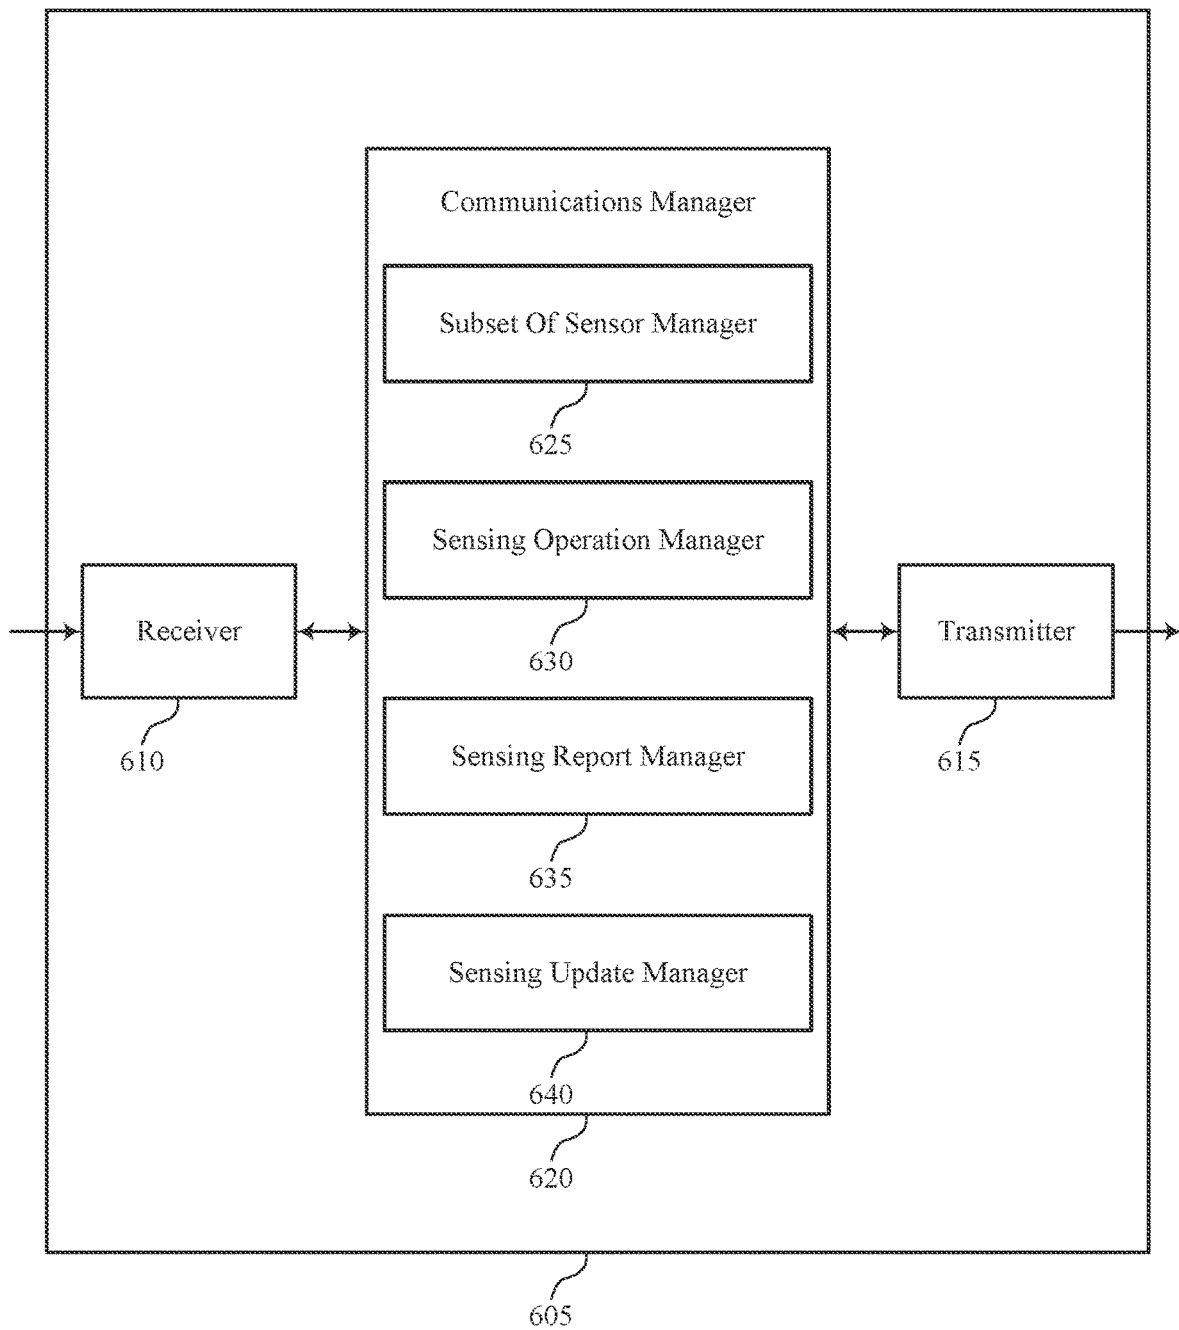 Communications Manager
Subset Of Sensor Manager
625
Sensing Operation Manager
630
Receiver
610
Transmitter
615
Sensing Report Manager
635
Sensing Update Manager
640
620
605